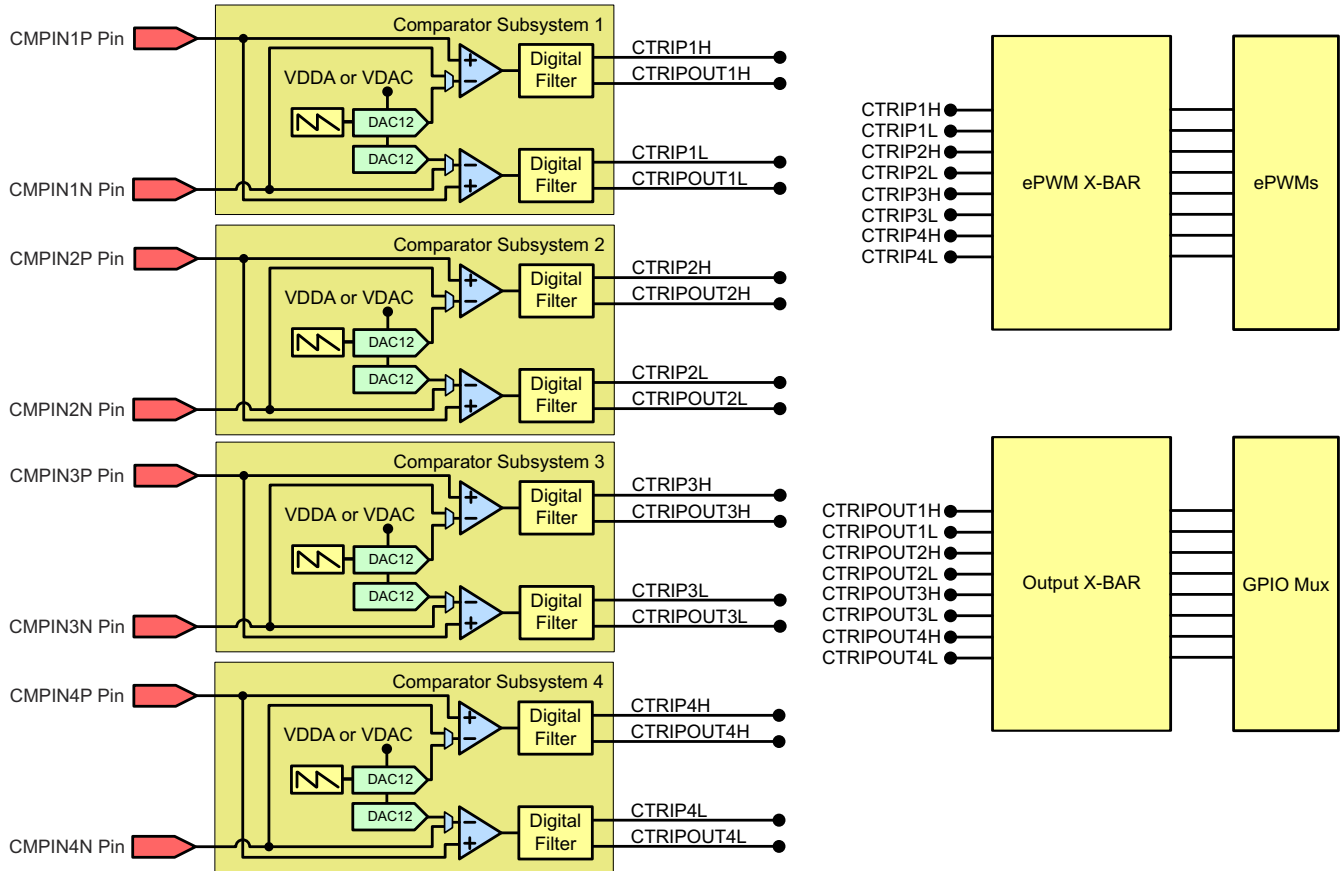 Comparator Subsystem 1
CMPIN1P Pin
VDDA or VDAC
DAC12
DAC12
+
−
−
+
Digital
Filter
Digital
Filter
CTRIP1H
CTRIPOUT1H
CTRIP1L
CTRIPOUT1L
CMPIN1N Pin
Comparator Subsystem 2
CMPIN2P Pin
VDDA or VDAC
DAC12
DAC12
+
−
−
+
Digital
Filter
Digital
Filter
CTRIP2H
CTRIPOUT2H
CTRIP2L
CTRIPOUT2L
CMPIN2N Pin
Comparator Subsystem 3
CMPIN3P Pin
VDDA or VDAC
DAC12
DAC12
+
−
−
+
Digital
Filter
Digital
Filter
CTRIP3H
CTRIPOUT3H
CTRIP3L
CTRIPOUT3L
CMPIN3N Pin
Comparator Subsystem 4
CMPIN4P Pin
VDDA or VDAC
DAC12
DAC12
+
−
−
+
Digital
Filter
Digital
Filter
CTRIP4H
CTRIPOUT4H
CTRIP4L
CTRIPOUT4L
CMPIN4N Pin
CTRIP1H
CTRIP1L
CTRIP2H
CTRIP2L
CTRIP3H
CTRIP3L
CTRIP4H
CTRIP4L
ePWM X-BAR
ePWMs
CTRIPOUT1H
CTRIPOUT1L
CTRIPOUT2H
CTRIPOUT2L
CTRIPOUT3H
CTRIPOUT3L
CTRIPOUT4H
CTRIPOUT4L
Output X-BAR
GPIO Mux